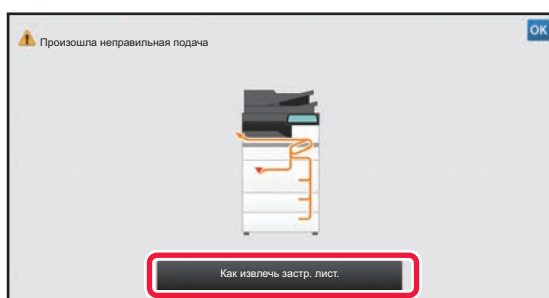 OK
Произошла неправильная подача
Как извлечь застр. лист.